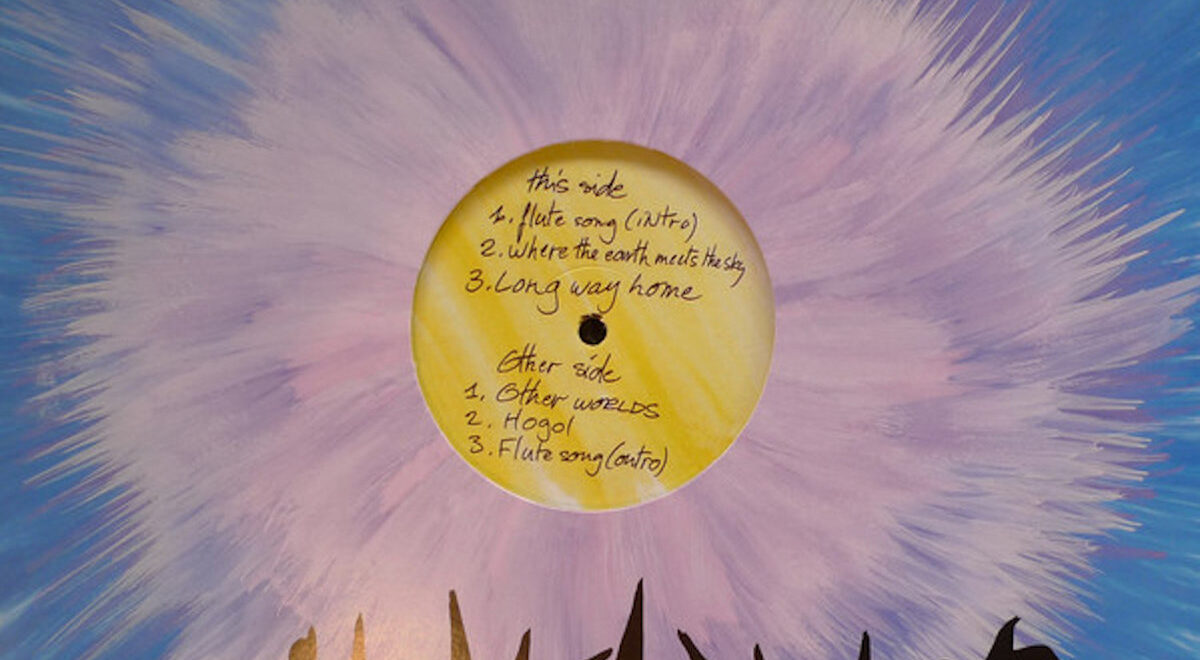 this side
1. flute song (iNtro)
2. where the earth meets the sky
3. Long way home
Other side
1. Other WORLDS
2. Hogol
3. Flute song (outro)